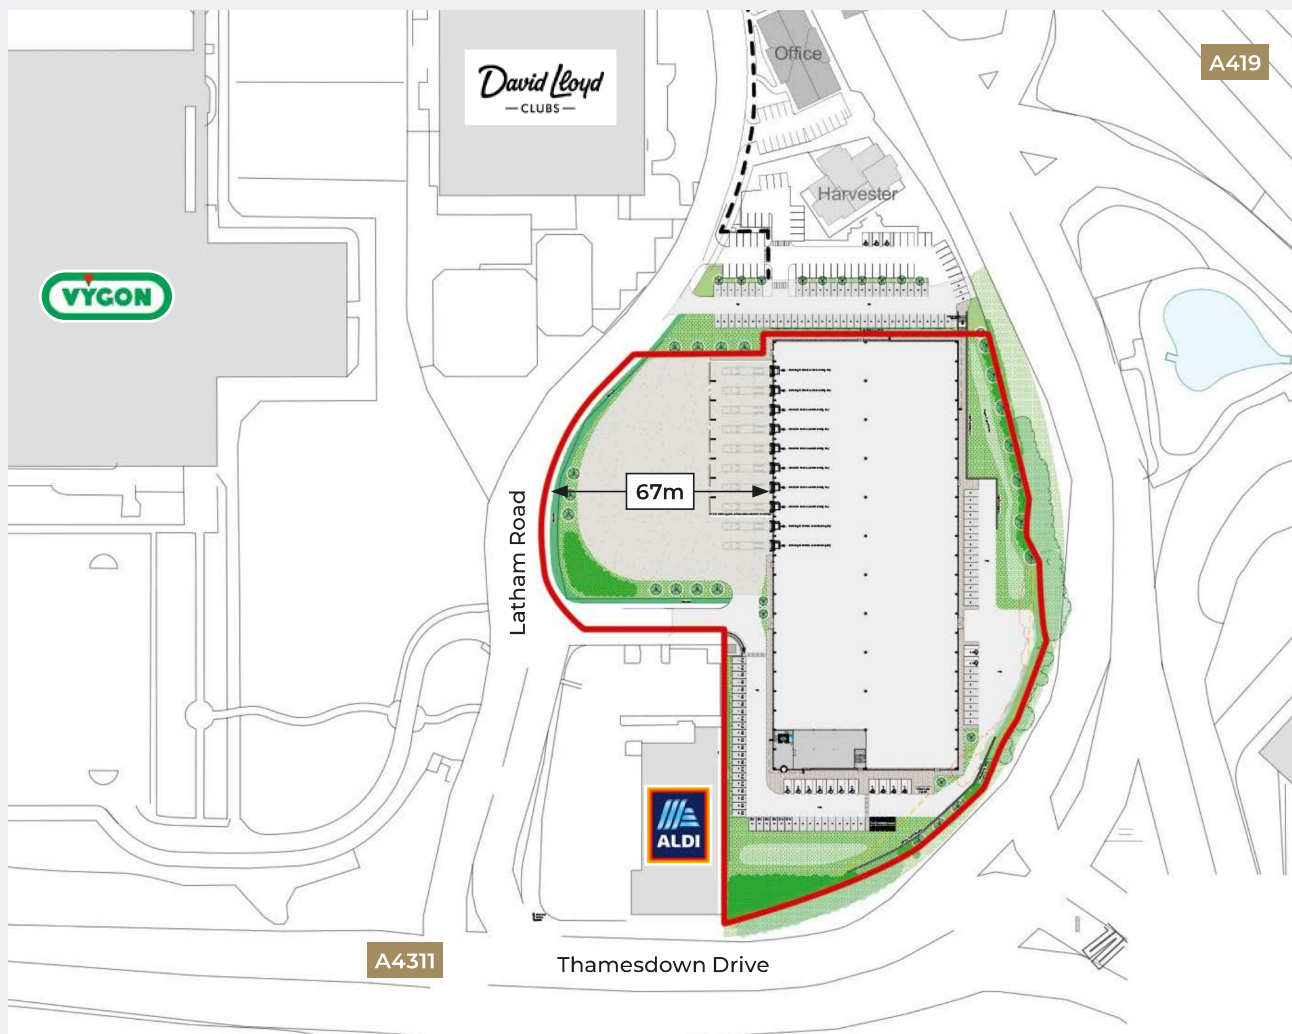 Office
A419
David Lloyd
CLUBS
Harvester
VYGON
67m
Latham Road
ALDI
A4311
Thamesdown Drive